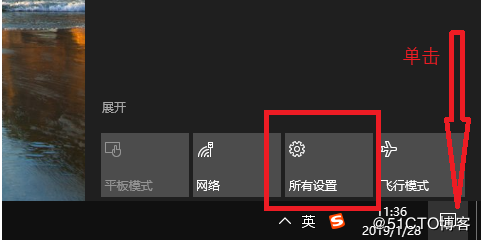 单击
展开
平板模式
网络
所有设置
飞行模式
英
11:36
2019/1/28
@51CTO博客